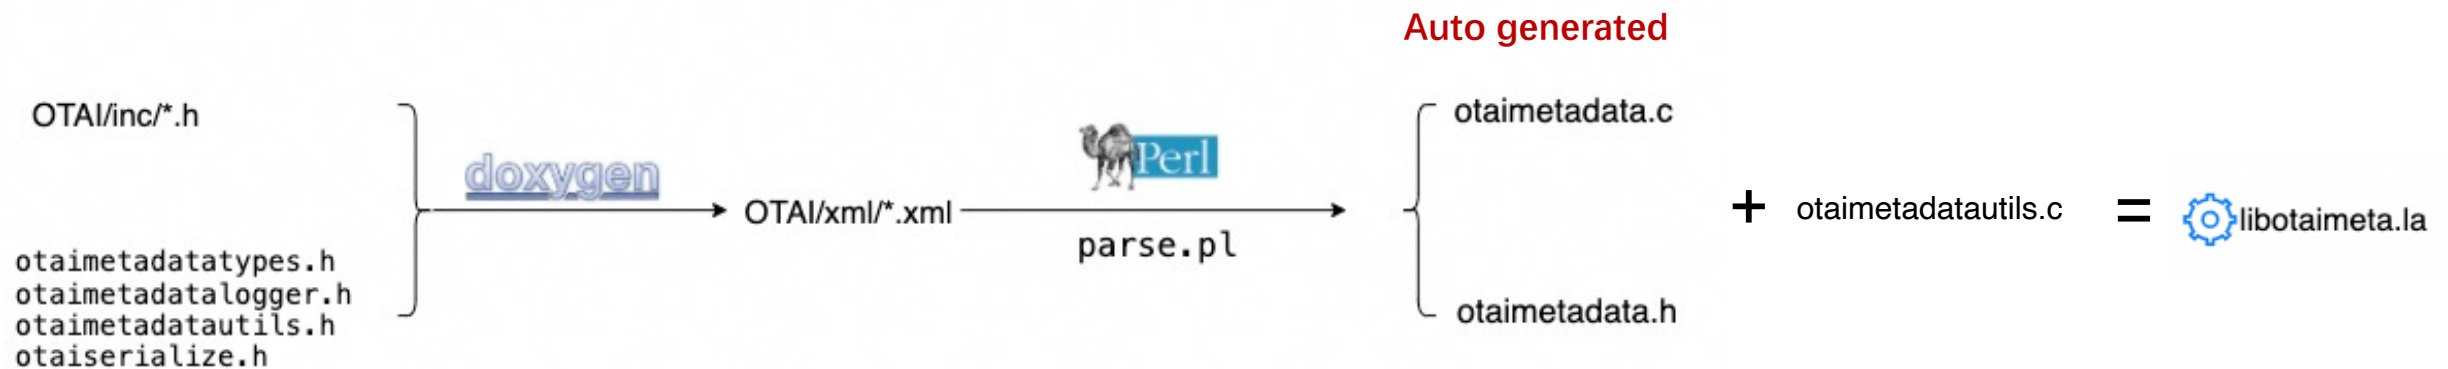 Auto generated
OTAI/inc/*.h
otaimetadatatypes.h
otaimetadatalogger.h
otaimetadatautils.h
otaiserialize.h
doxygen
OTAI/xml/*.xml
Perl
parse.pl
otaimetadata.c
otaimetadata.h
+
otaimetadatautils.c
=
libotaimeta.la